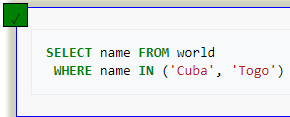 ✓
SELECT name FROM world
WHERE name IN ('Cuba', 'Togo')